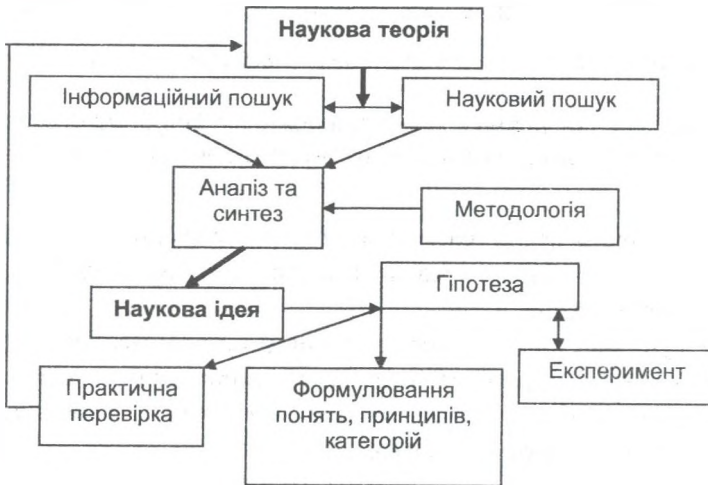 Наукова теорія
Інформаційний пошук
Науковий пошук
Аналіз та
синтез
Методологія
Гіпотеза
Наукова ідея
Експеримент
Практична
перевірка
Формулювання
понять, принципів,
категорій